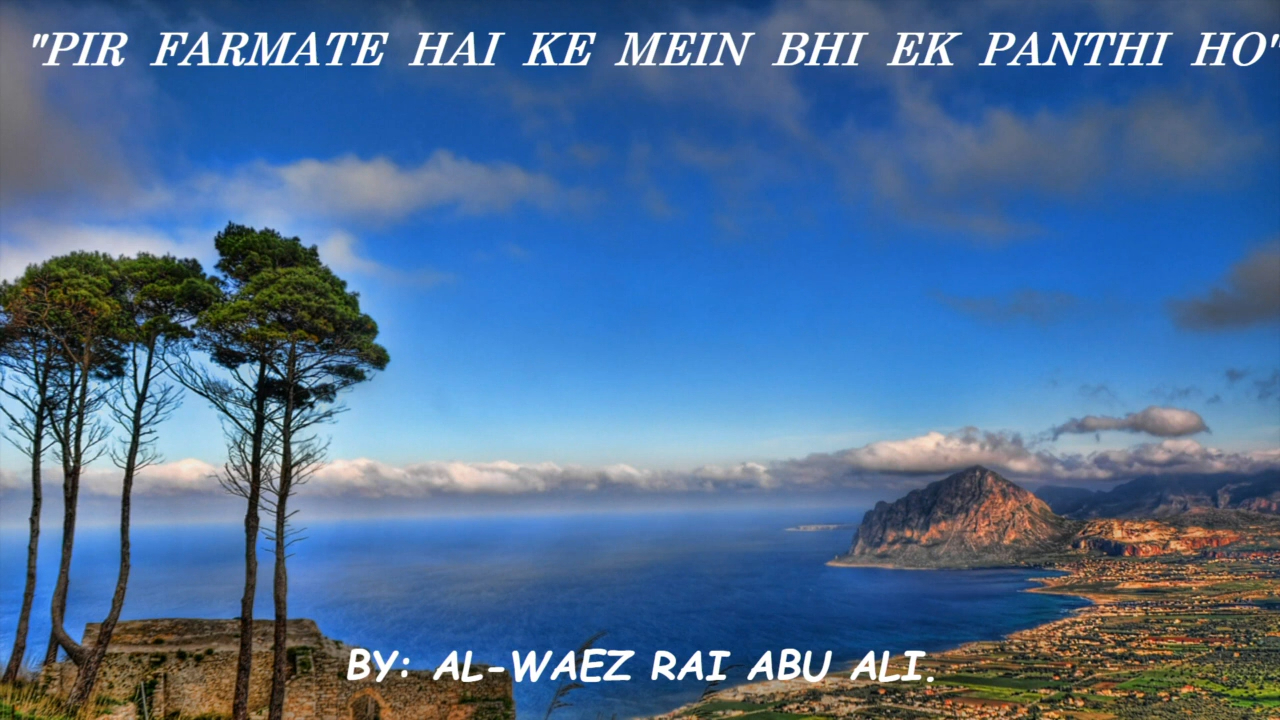 "PIR FARMATE HAI KE MEIN BHI EK PANTHI HO"
BY: AL-WAEZ RAI ABU ALI.